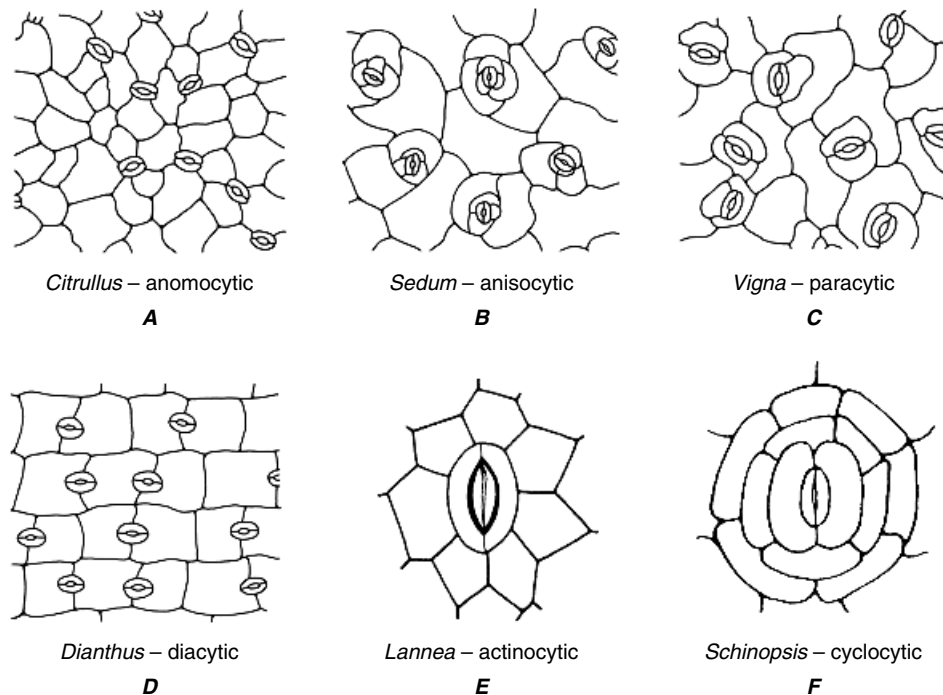 Citrullus – anomocytic
Sedum – anisocytic
Vigna – paracytic
A
B
C
Dianthus – diacytic
Lannea – actinocytic
Schinopsis – cyclocytic
D
E
F